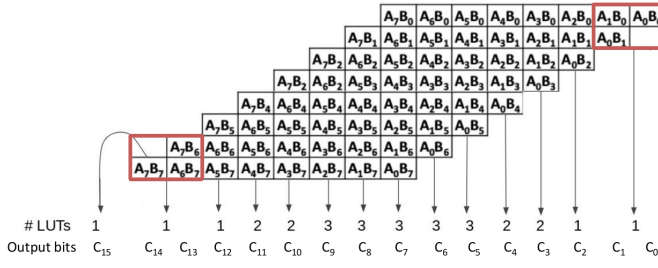 A₇B₀ A₆B₀ A₅B₀ A₄B₀ A₃B₀ A₂B₀ A₁B₀ A₀B₀
A₇B₁ A₆B₁ A₅B₁ A₄B₁ A₃B₁ A₂B₁ A₁B₁ A₀B₁
A₇B₂ A₆B₂ A₅B₂ A₄B₂ A₃B₂ A₂B₂ A₁B₂ A₀B₂
A₇B₂ A₆B₂ A₅B₃ A₄B₃ A₃B₃ A₂B₃ A₁B₃ A₀B₃
A₇B₄ A₆B₄ A₅B₄ A₄B₄ A₃B₄ A₂B₄ A₁B₄ A₀B₄
A₇B₅ A₆B₅ A₅B₅ A₄B₅ A₃B₅ A₂B₅ A₁B₅ A₀B₅
A₇B₆ A₆B₆ A₅B₆ A₄B₆ A₃B₆ A₂B₆ A₁B₆ A₀B₆
A₇B₇ A₆B₇ A₅B₇ A₄B₇ A₃B₇ A₂B₇ A₁B₇ A₀B₇
# LUTs 1 1 1 2 2 3 3 3 3 3 2 2 1 1
Output bits C₁₅ C₁₄ C₁₃ C₁₂ C₁₁ C₁₀ C₉ C₈ C₇ C₆ C₅ C₄ C₃ C₂ C₁ C₀